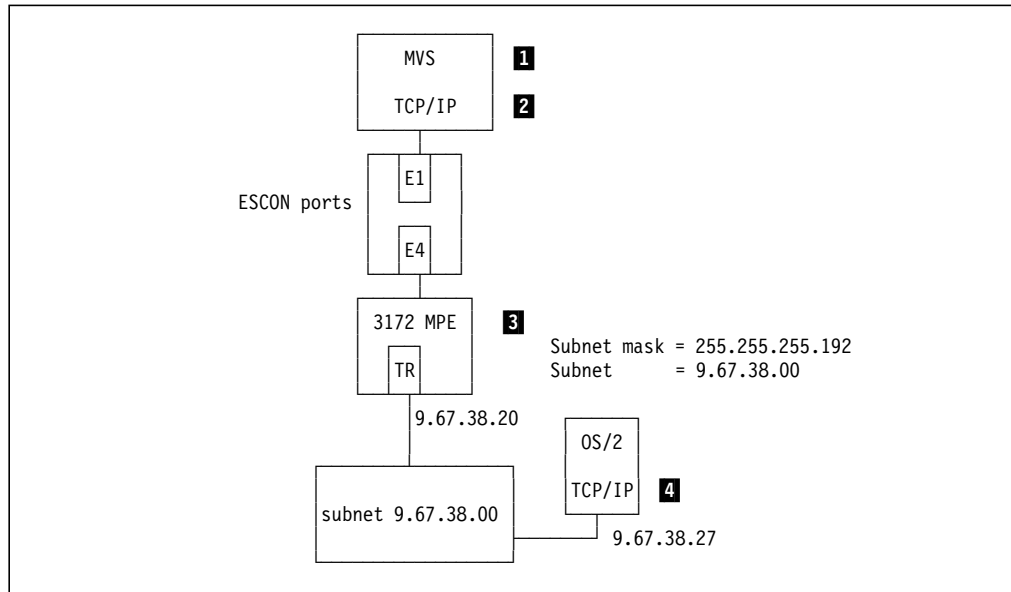 MVS 1
TCP/IP 2
E1
ESCON ports
E4
3172 MPE 3
Subnet mask = 255.255.255.192
TR
Subnet = 9.67.38.00
9.67.38.20
OS/2
TCP/IP 4
subnet 9.67.38.00
9.67.38.27